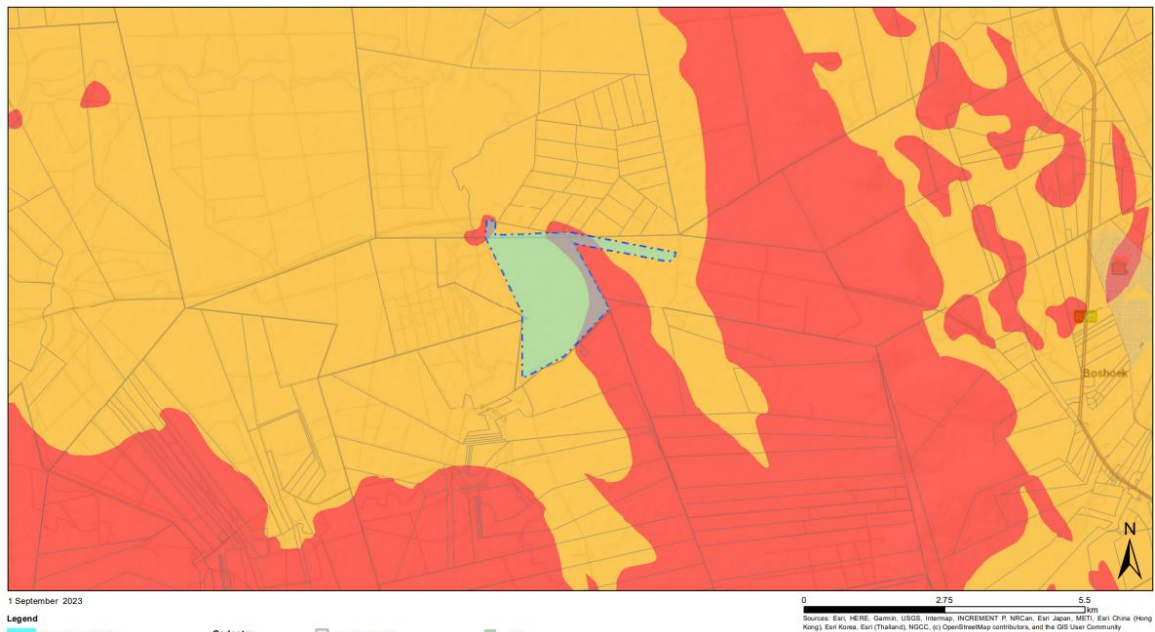 Boshoek
N
1 September 2023
0 2.75 5.5
km
Legend
Sources: Esri, HERE, Garmin, USGS, Intermap, INCREMENT P, NRCan, Esri Japan, METI, Esri China (Hong
Kong), Esri Korea, Esri (Thailand), NGCC, (c) OpenStreetMap contributors, and the GIS User Community